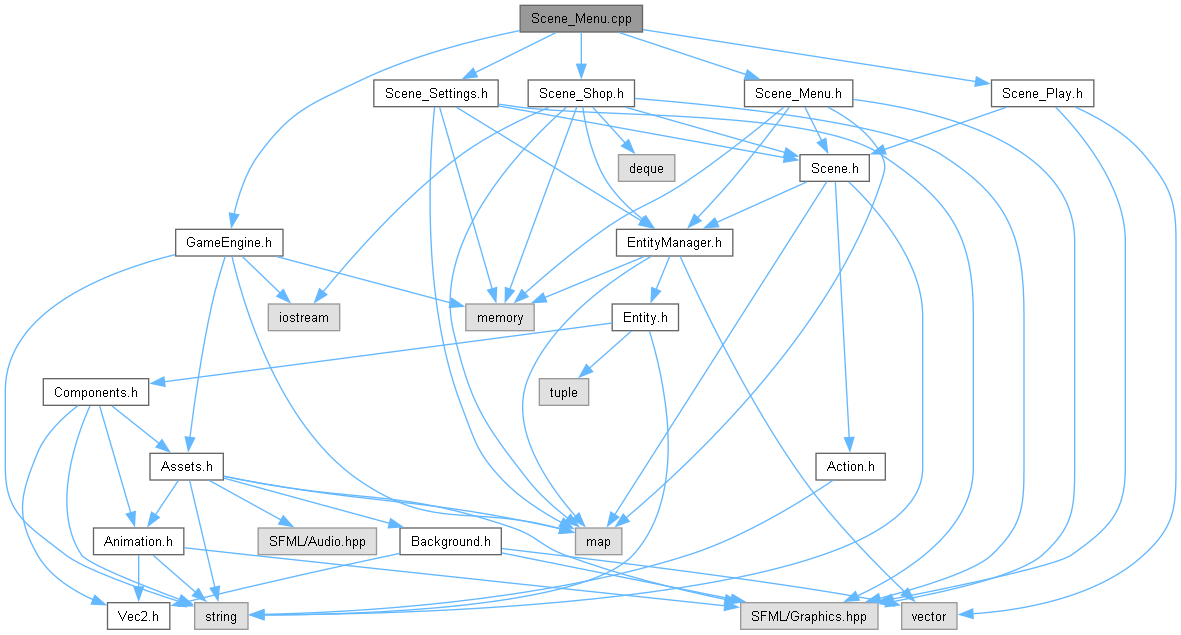 Scene_Menu.cpp
Scene_Settings.h
Scene_Shop.h
Scene_Menu.h
Scene_Play.h
deque
Scene.h
GameEngine.h
EntityManager.h
iostream
memory
Entity.h
Components.h
tuple
Assets.h
Action.h
Animation.h
SFML/Audio.hpp
Background.h
map
Vec2.h
string
SFML/Graphics.hpp
vector